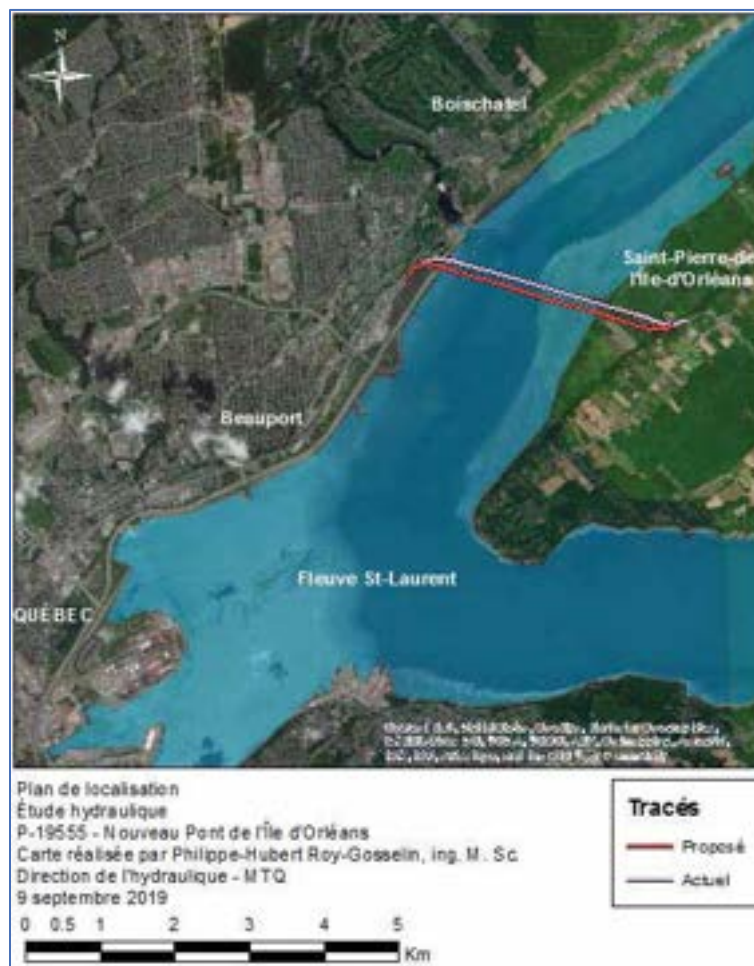 N
Boischatel
Saint-Pierre-de
l'Île-d'Orléans
Beauport
Fleuve St-Laurent
QUÉBEC
Plan de localisation
Étude hydraulique
P-19555 - Nouveau Pont de l'Île d'Orléans
Carte réalisée par Philippe-Hubert Roy-Gosselin, ing. M. Sc.
Direction de l'hydraulique - MTQ
9 septembre 2019
0 0.5 1 2 3 4 5
Km
Tracés
Proposé
Actuel